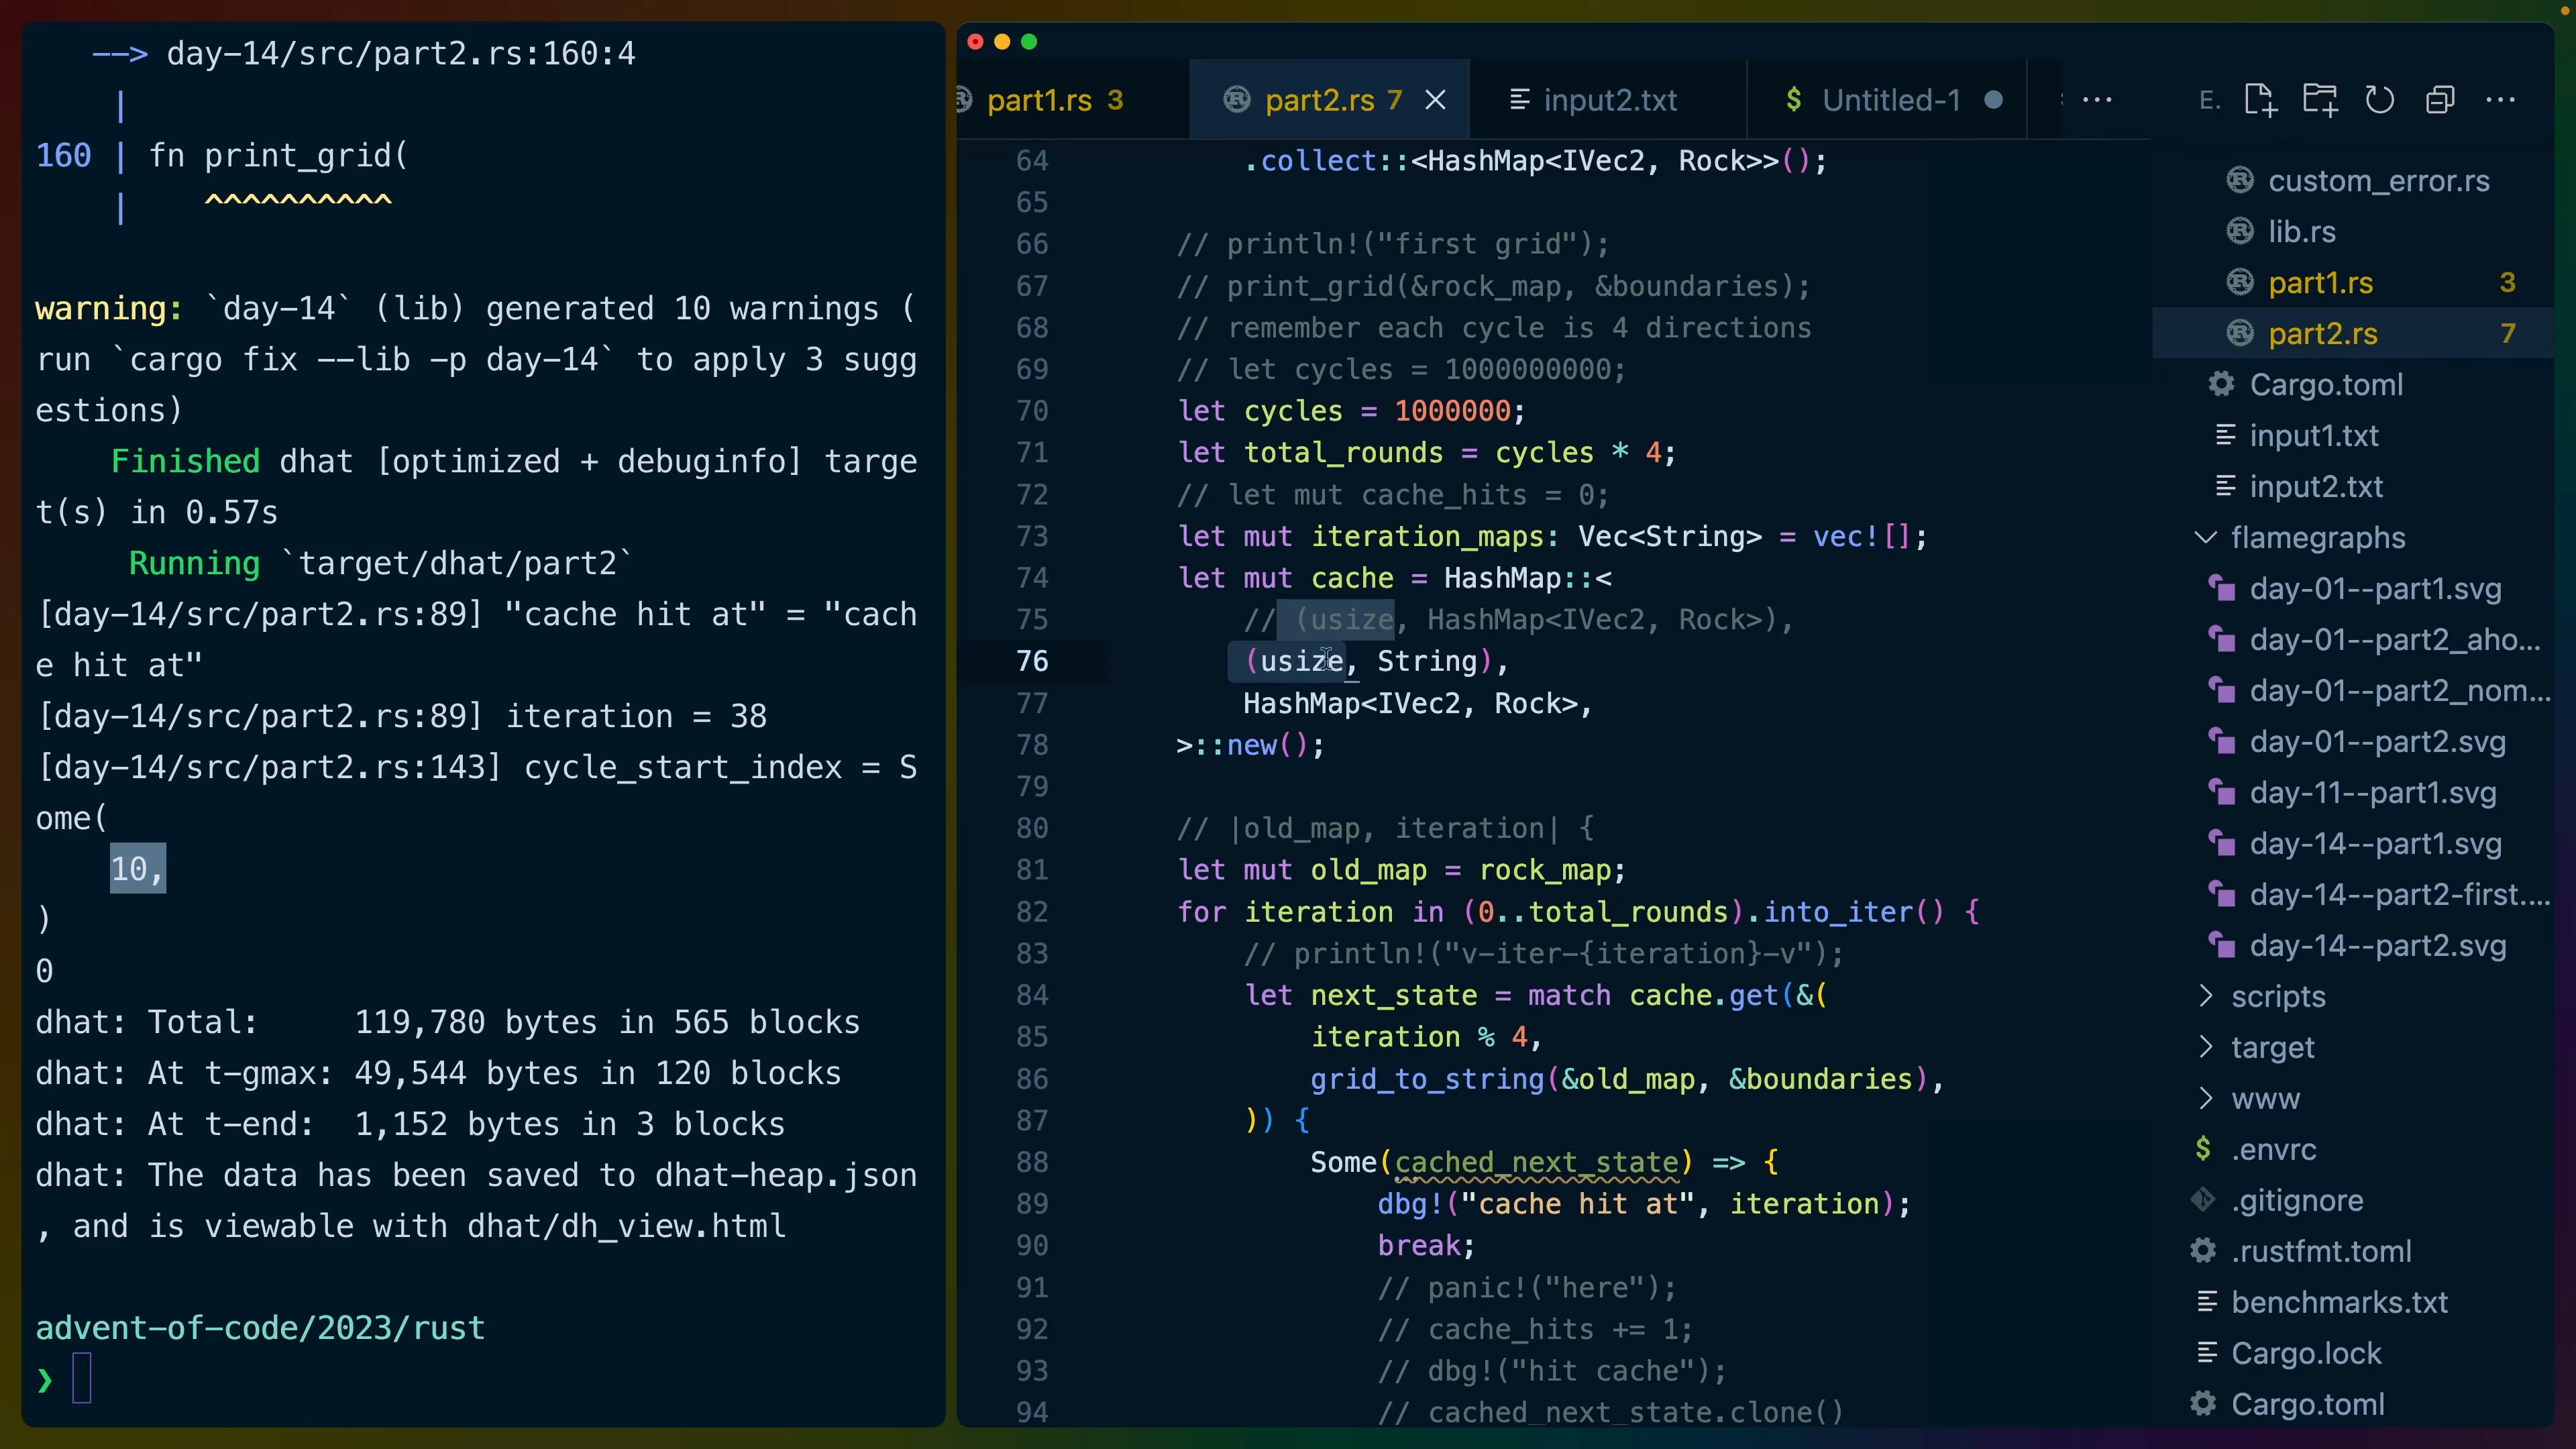 --> day-14/src/part2.rs:160:4
|
160 | fn print_grid(
| ^^^^^^^^^^
warning: `day-14` (lib) generated 10 warnings (
run `cargo fix --lib -p day-14` to apply 3 sugg
estions)
Finished dhat [optimized + debuginfo] targe
t(s) in 0.57s
Running `target/dhat/part2`
[day-14/src/part2.rs:89] "cache hit at" = "cach
e hit at"
[day-14/src/part2.rs:89] iteration = 38
[day-14/src/part2.rs:143] cycle_start_index = S
ome(
10,
)
0
dhat: Total:     119,780 bytes in 565 blocks
dhat: At t-gmax: 49,544 bytes in 120 blocks
dhat: At t-end:  1,152 bytes in 3 blocks
dhat: The data has been saved to dhat-heap.json
, and is viewable with dhat/dh_view.html
advent-of-code/2023/rust
❯
part1.rs 3
part2.rs 7
input2.txt
$ Untitled-1
64 .collect::<HashMap<IVec2, Rock>>();
65
66 // println!("first grid");
67 // print_grid(&rock_map, &boundaries);
68 // remember each cycle is 4 directions
69 // let cycles = 1000000000;
70 let cycles = 1000000;
71 let total_rounds = cycles * 4;
72 // let mut cache_hits = 0;
73 let mut iteration_maps: Vec<String> = vec![];
74 let mut cache = HashMap::<
75 // (usize, HashMap<IVec2, Rock>),
76 (usize, String),
77 HashMap<IVec2, Rock>,
78 >::new();
79
80 // |old_map, iteration| {
81 let mut old_map = rock_map;
82 for iteration in (0..total_rounds).into_iter() {
83 // println!("v-iter-{iteration}-v");
84 let next_state = match cache.get(&(
85 iteration % 4,
86 grid_to_string(&old_map, &boundaries),
87 )) {
88 Some(cached_next_state) => {
89 dbg!("cache hit at", iteration);
90 break;
91 // panic!("here");
92 // cache_hits += 1;
93 // dbg!("hit cache");
94 // cached_next_state.clone()
E.
custom_error.rs
lib.rs
part1.rs 3
part2.rs 7
Cargo.toml
input1.txt
input2.txt
flamegraphs
day-01--part1.svg
day-01--part2_aho...
day-01--part2_nom...
day-01--part2.svg
day-11--part1.svg
day-14--part1.svg
day-14--part2-first....
day-14--part2.svg
scripts
target
www
$ .envrc
.gitignore
.rustfmt.toml
benchmarks.txt
Cargo.lock
Cargo.toml